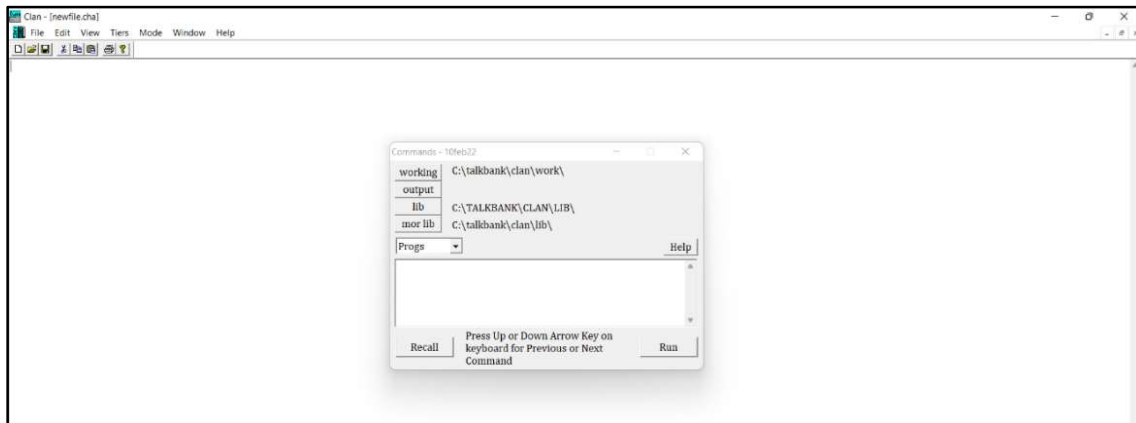 Clan - [newfile.cha]
File Edit View Tiers Mode Window Help
Commands - 10feb22
working C:\talkbank\clan\work\
output
lib C:\TALKBANK\CLAN\LIB\
mor lib C:\talkbank\clan\lib\
Progs Help
Recall Press Up or Down Arrow Key on keyboard for Previous or Next Command Run